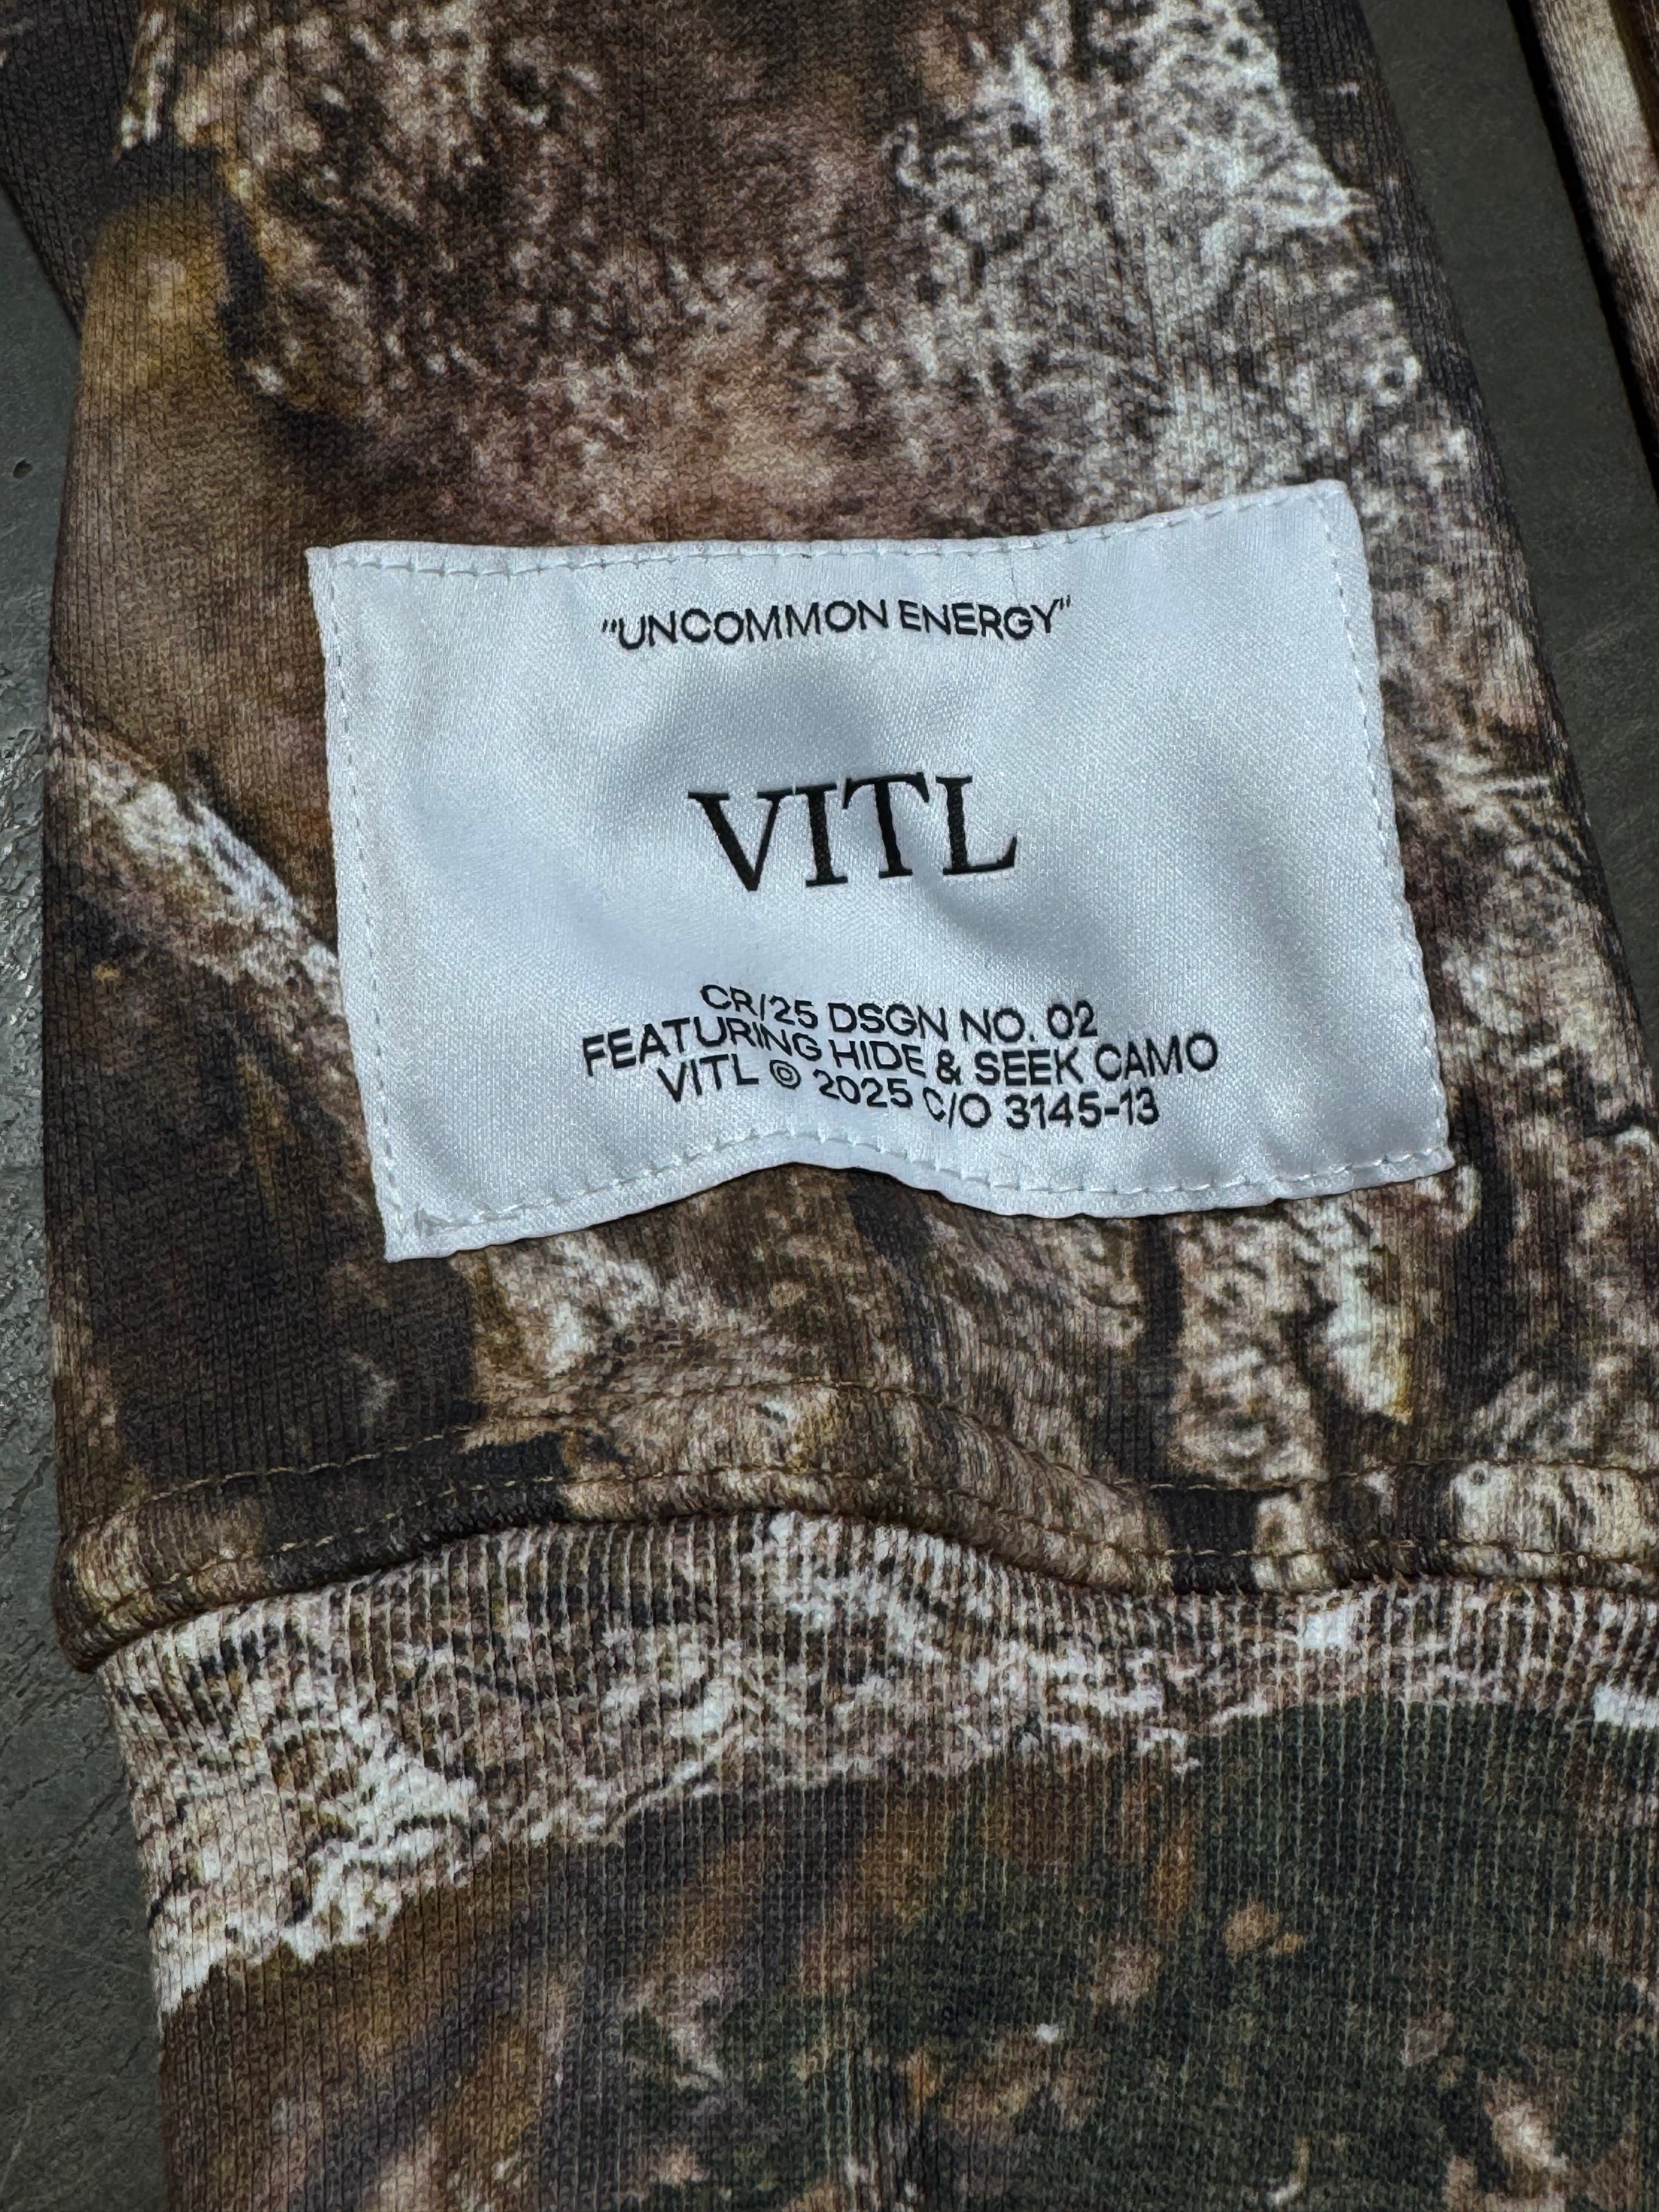 "UNCOMMON ENERGY"
VITL
CR/25 DSGN NO. 02
FEATURING HIDE & SEEK CAMO
VITL © 2025 C/O 3145-13